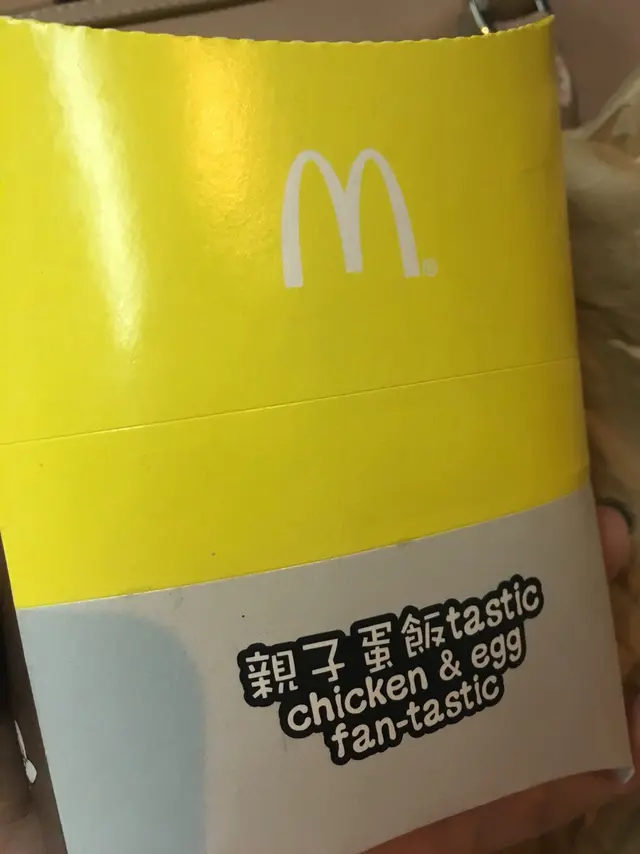 M®
親子蛋飯tastic
chicken & egg
fan-tastic